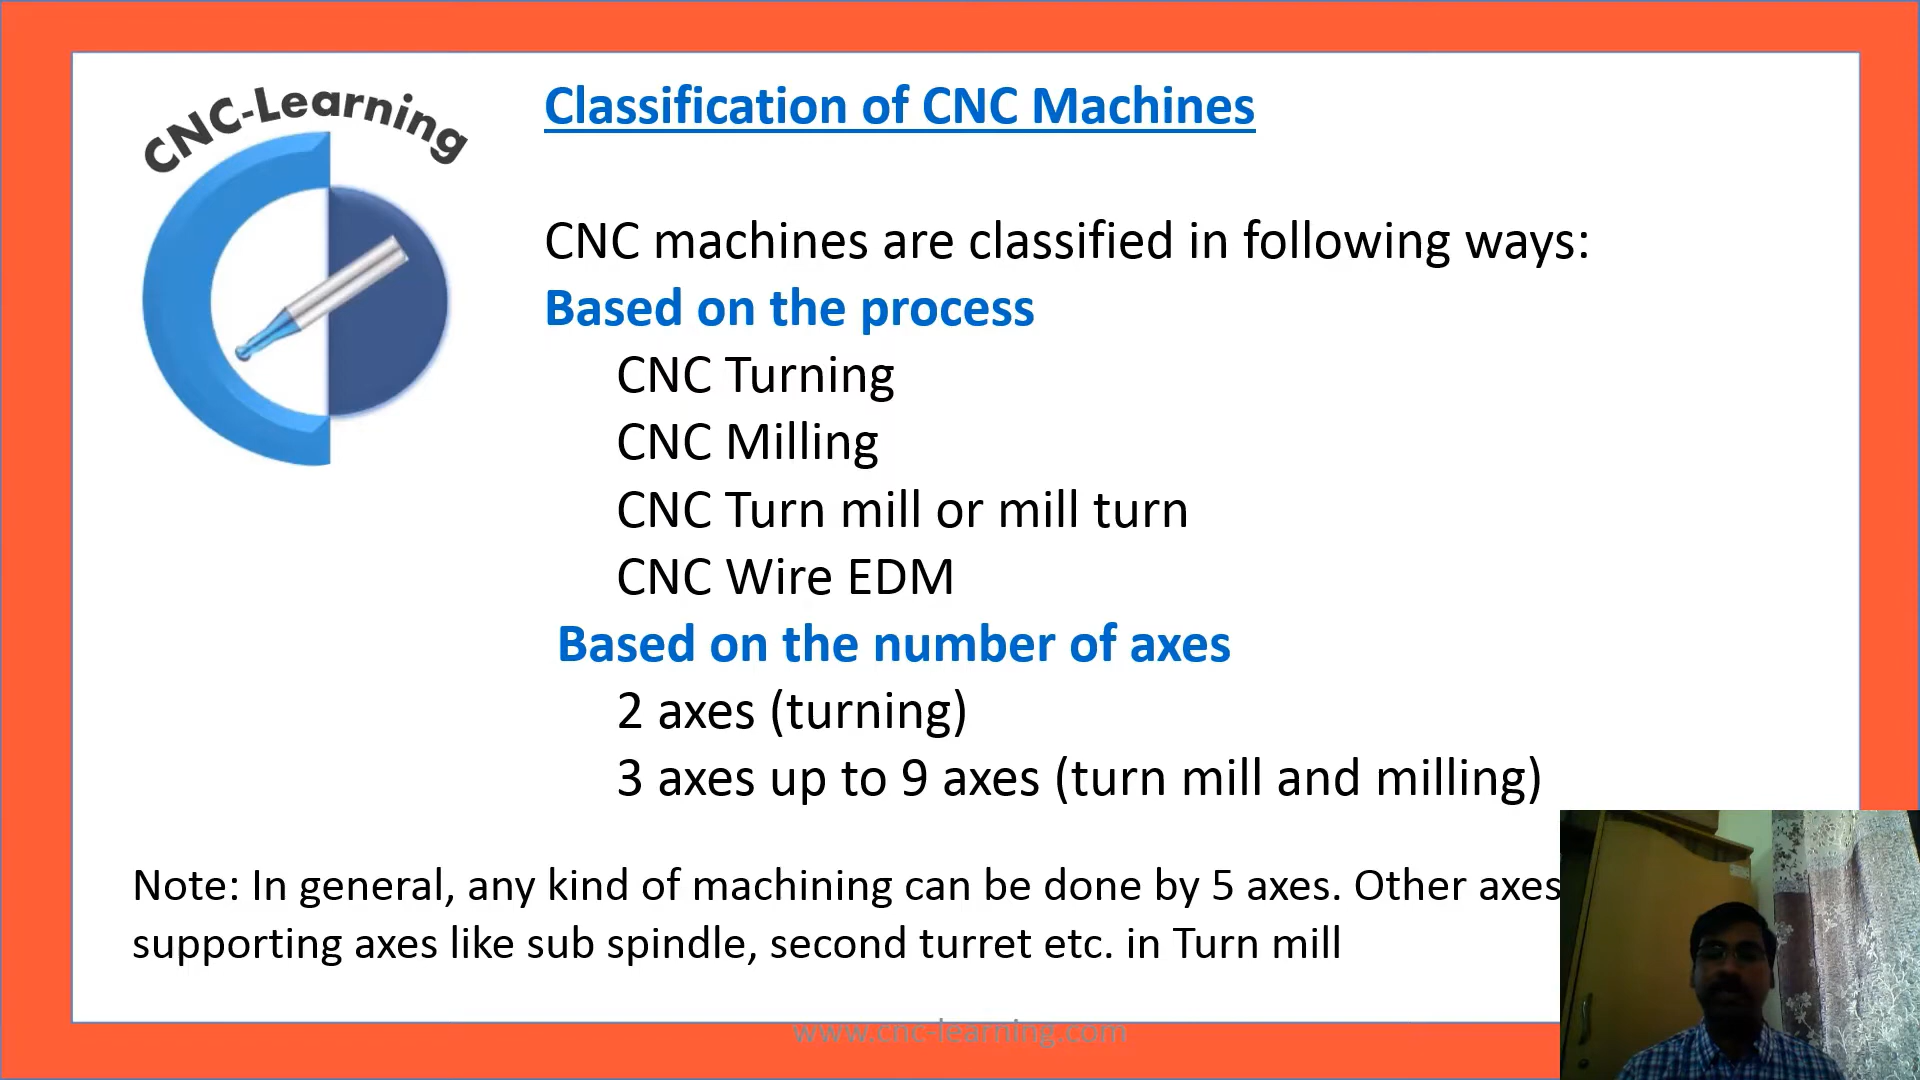 CNC-Learning
Classification of CNC Machines
CNC machines are classified in following ways:
Based on the process
CNC Turning
CNC Milling
CNC Turn mill or mill turn
CNC Wire EDM
Based on the number of axes
2 axes (turning)
3 axes up to 9 axes (turn mill and milling)
Note: In general, any kind of machining can be done by 5 axes. Other axes
supporting axes like sub spindle, second turret etc. in Turn mill
www.cnc-learning.com